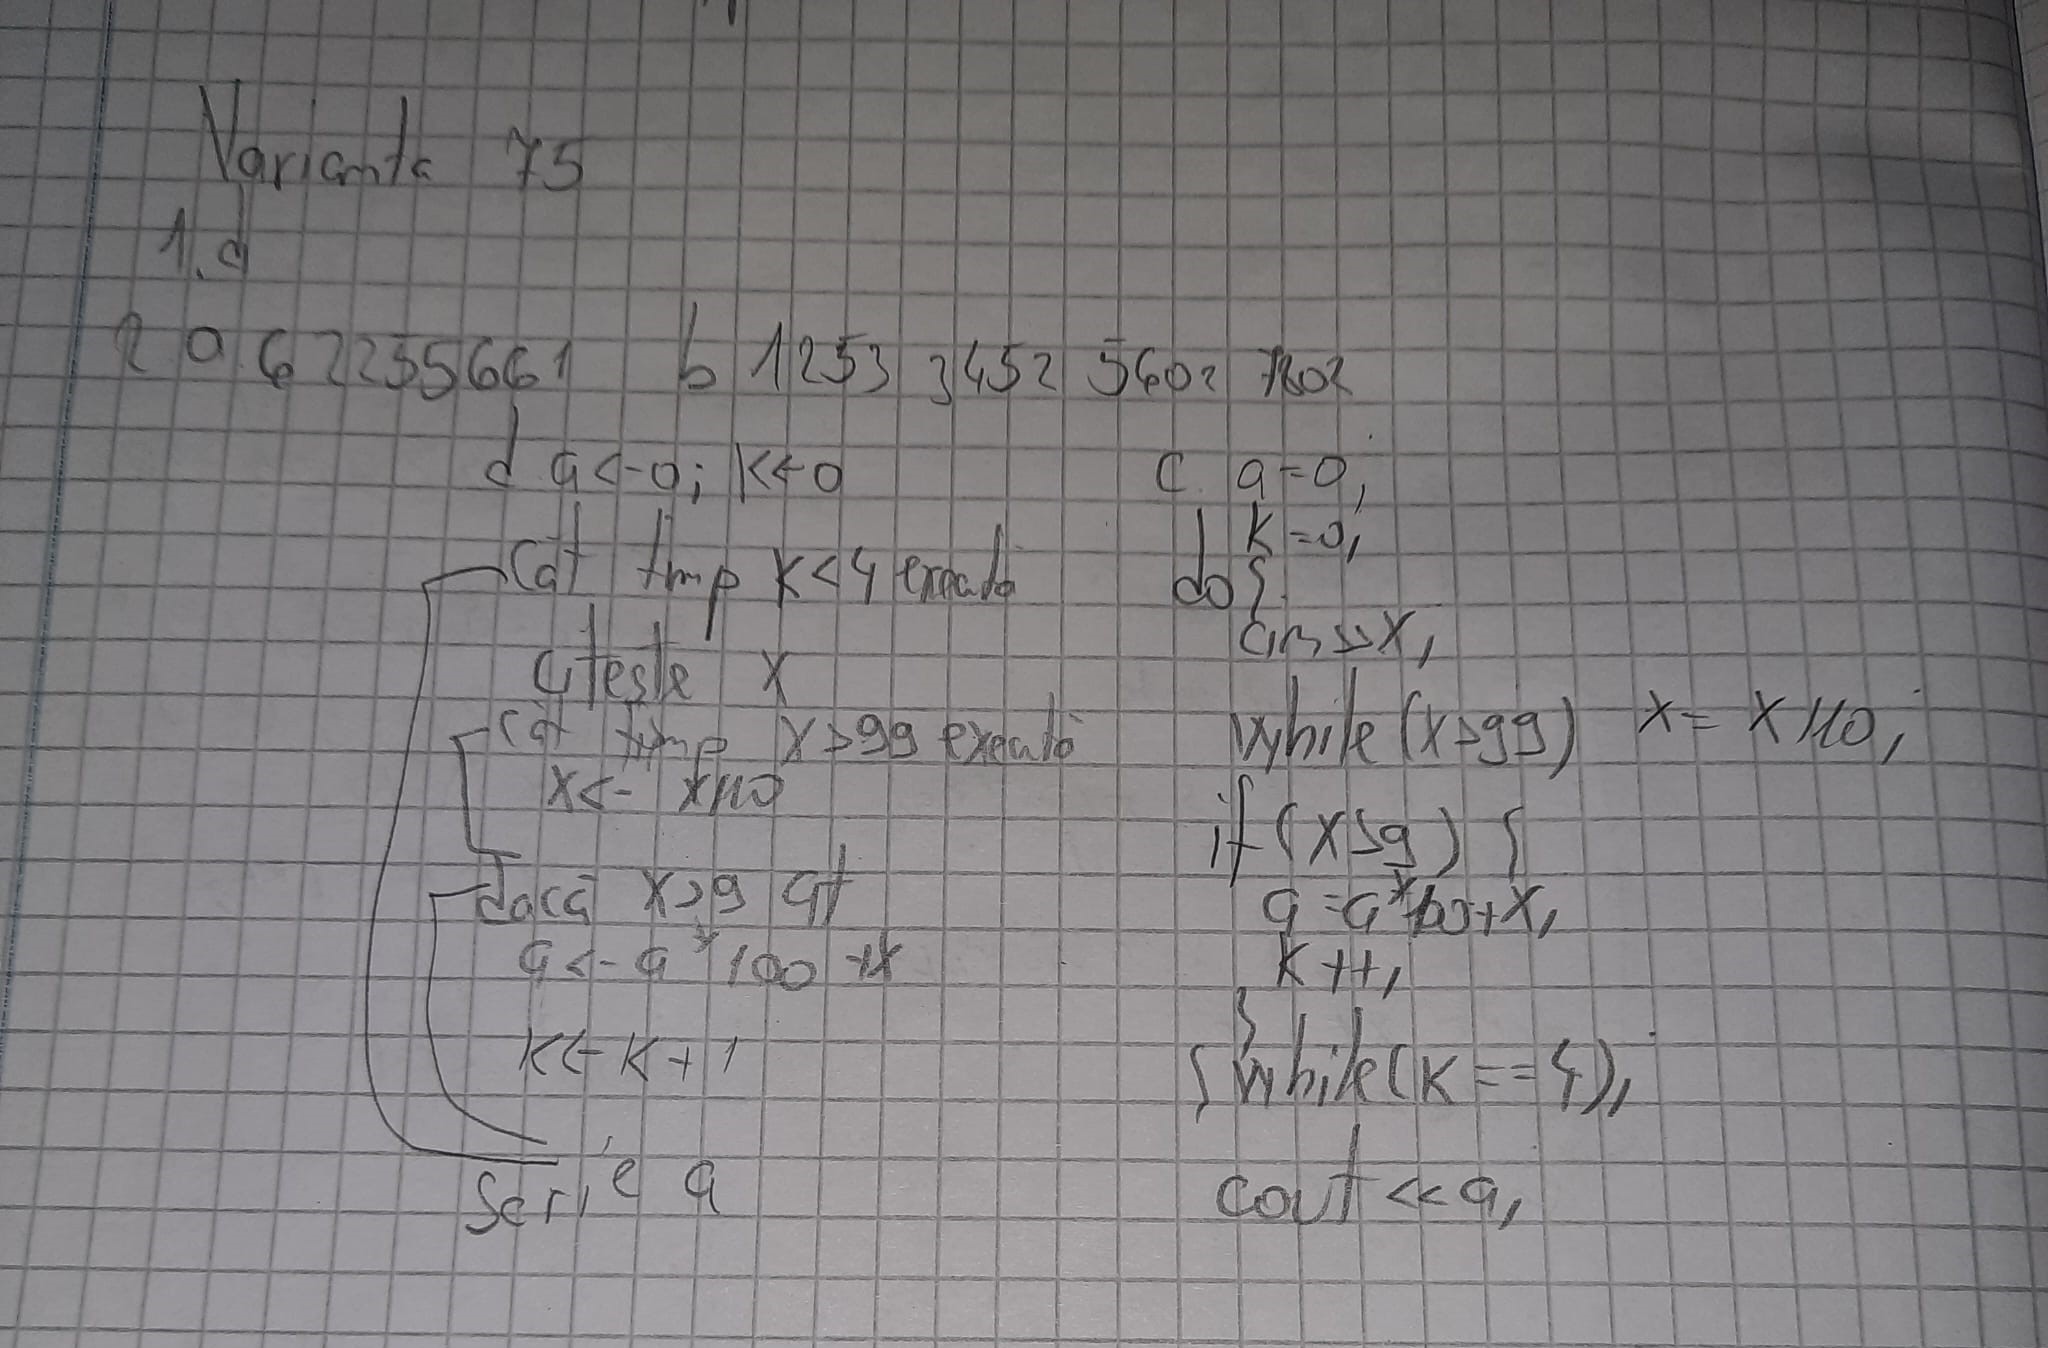 Varianta 75
1. d
2 a. 62235661 b 1253 3452 5602 7202
d a<-0; k<-0
cât timp k<4 execută
citește x
cât timp x>99 execută
x<- x/10
dacă x>9 at
a<- a*100+x
k<-k+1
Scrie a
c. a=0;
k=0;
do{
cin>>x;
while(x>99) x= x/10;
if(x>9) {
a=a*100+x;
k++;
}
}while(k==4);
cout<<a;